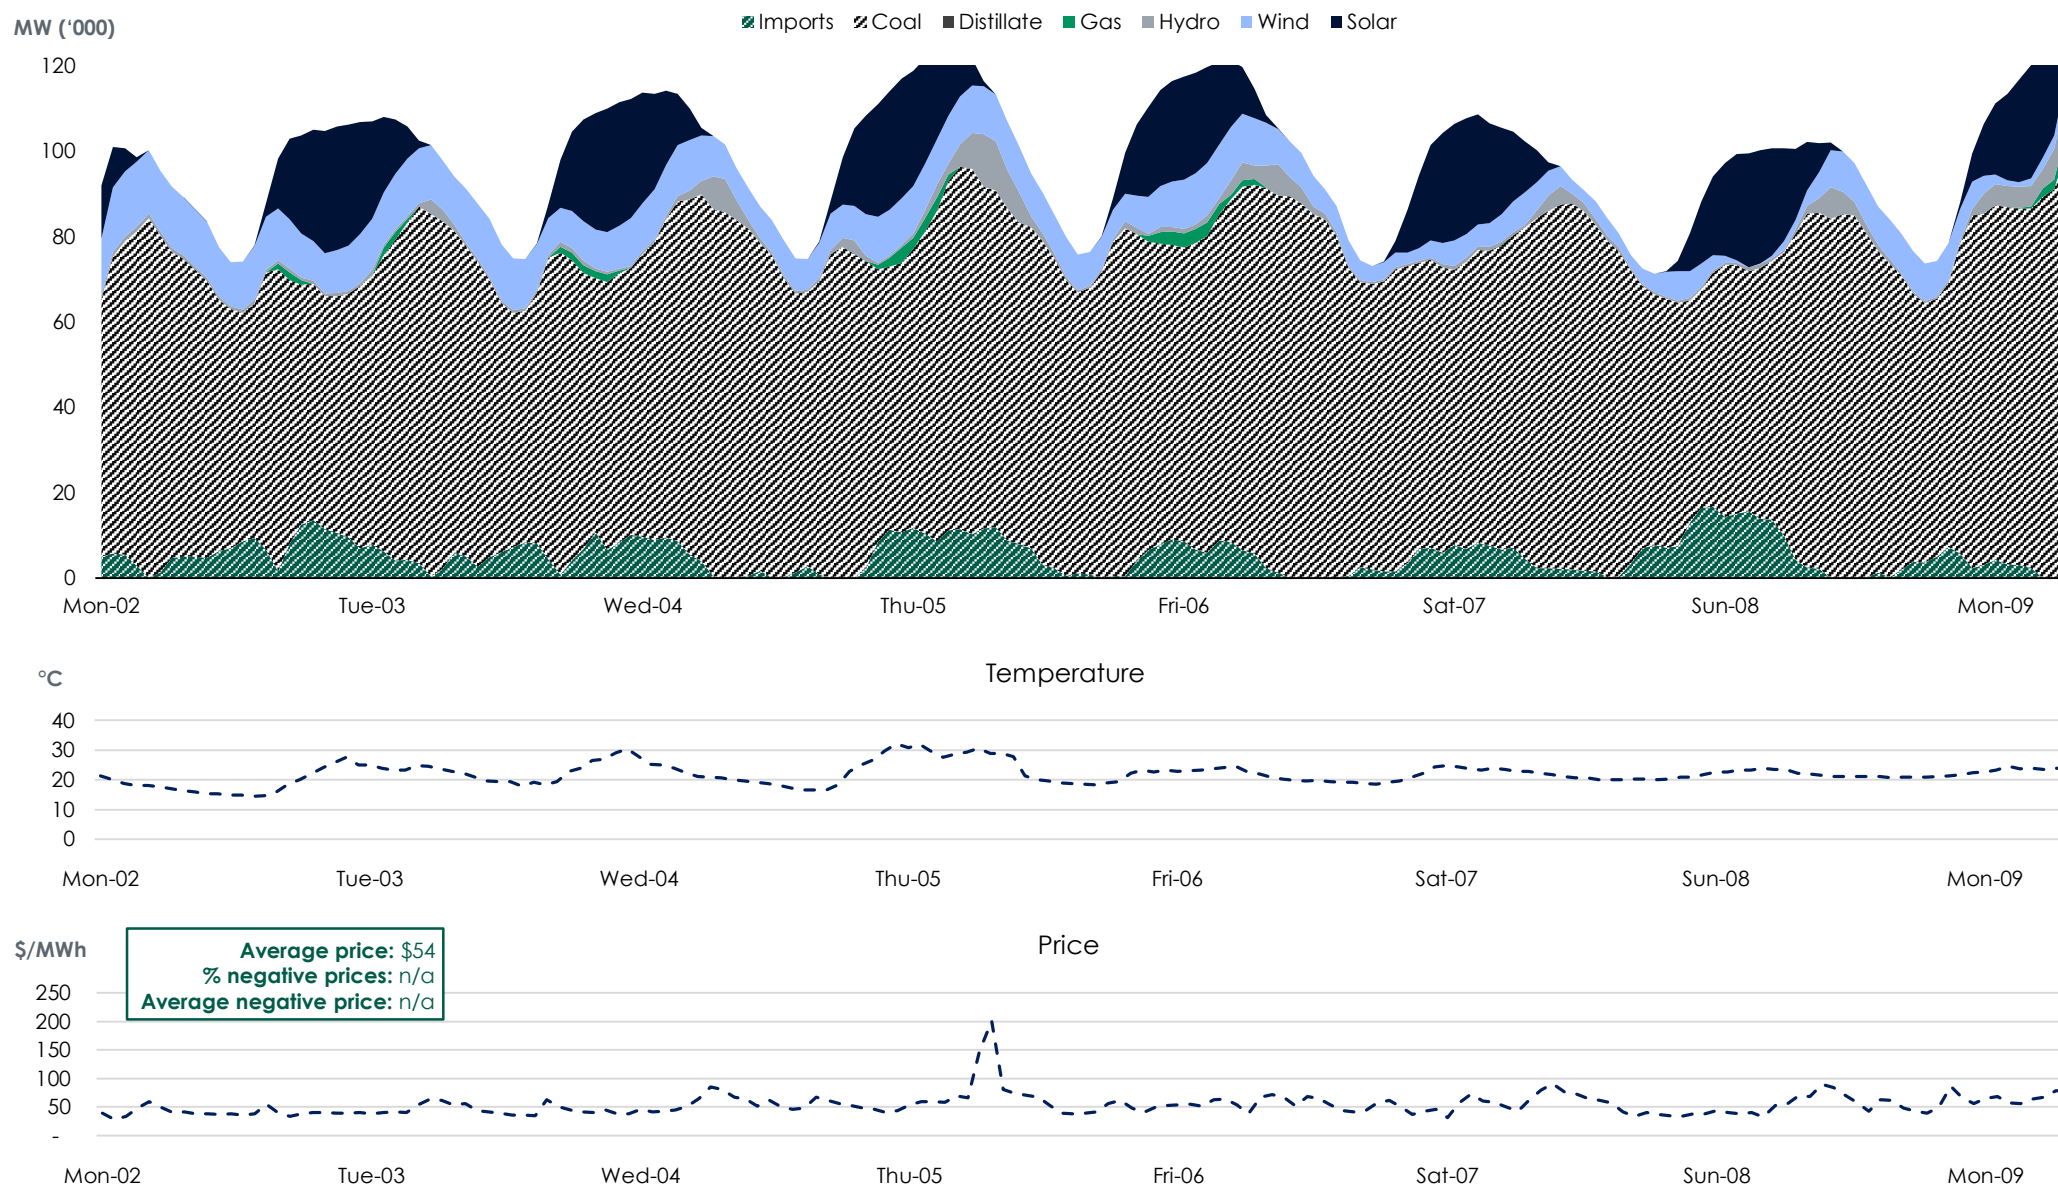 MW (‘000)
Imports Coal Distillate Gas Hydro Wind Solar
120
100
80
60
40
20
0
Mon-02 Tue-03 Wed-04 Thu-05 Fri-06 Sat-07 Sun-08 Mon-09
Temperature
°C
40
30
20
10
0
Mon-02 Tue-03 Wed-04 Thu-05 Fri-06 Sat-07 Sun-08 Mon-09
Price
$/MWh
Average price: $54
% negative prices: n/a
Average negative price: n/a
250
200
150
100
50
-
Mon-02 Tue-03 Wed-04 Thu-05 Fri-06 Sat-07 Sun-08 Mon-09